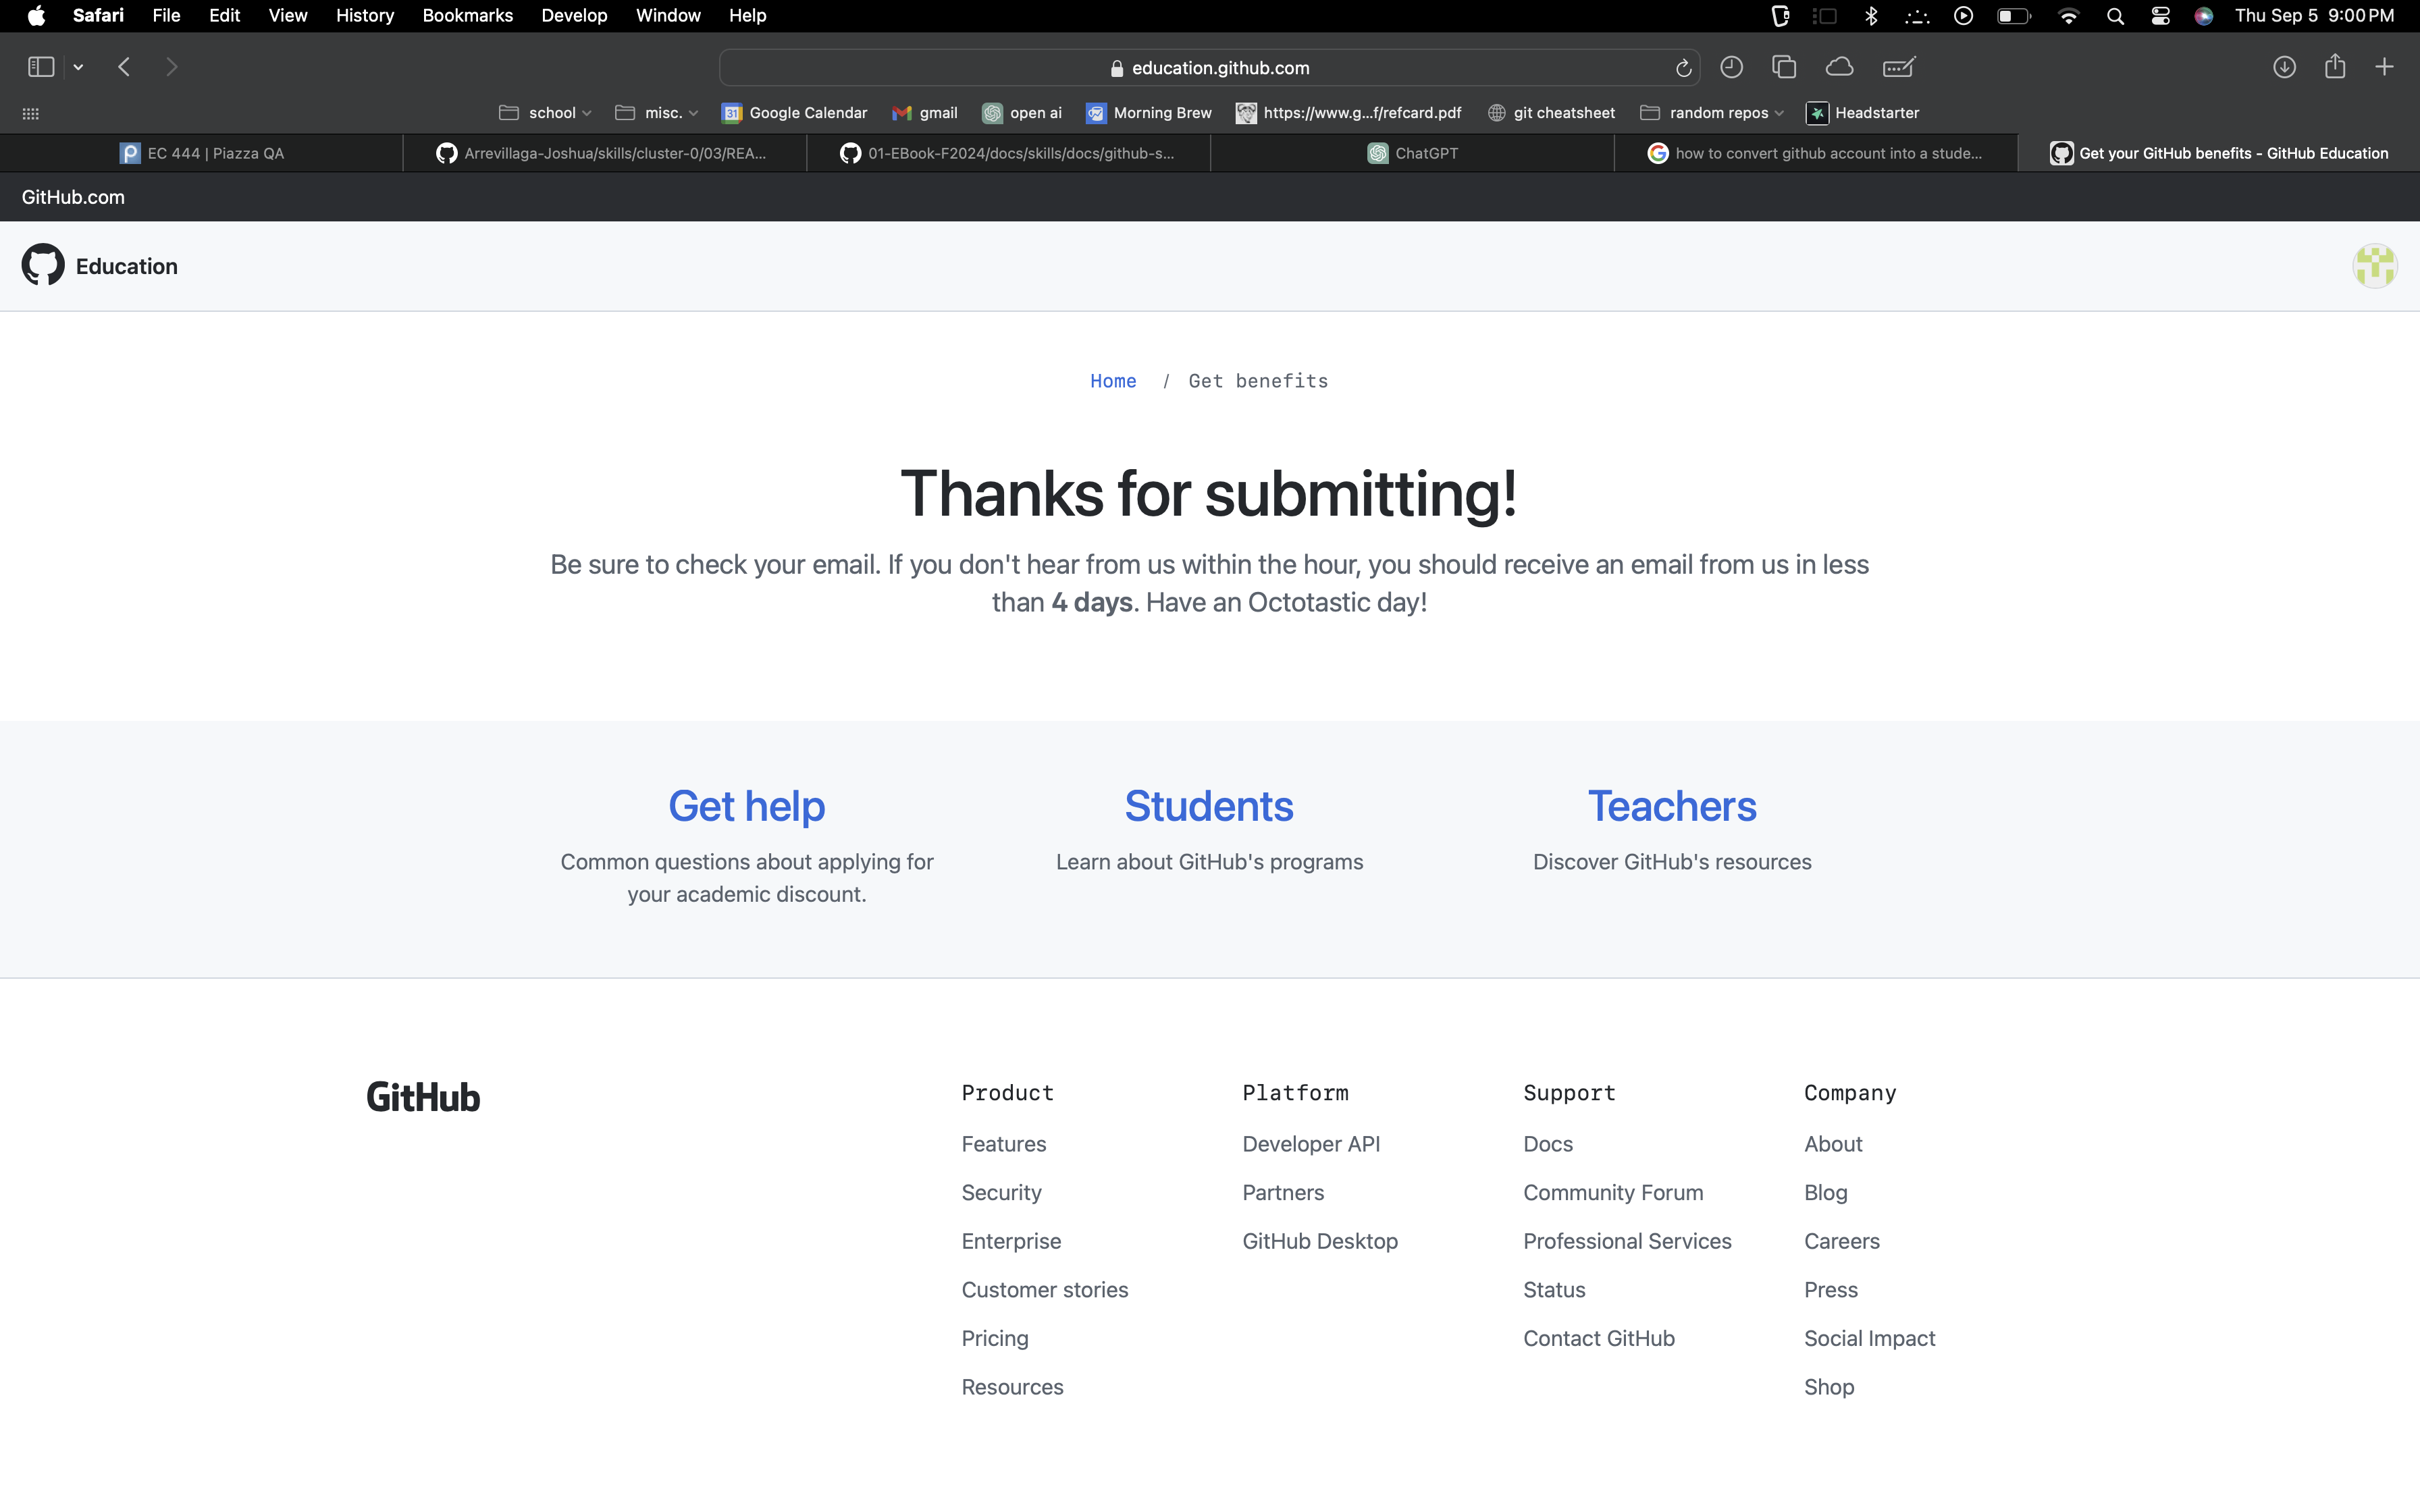 Safari File Edit View History Bookmarks Develop Window Help Thu Sep 5 9:00 PM
education.github.com
school misc. Google Calendar gmail open ai Morning Brew https://www.g...f/refcard.pdf git cheatsheet random repos Headstarter
EC 444 | Piazza QA Arrevillaga-Joshua/skills/cluster-0/03/REA... 01-EBook-F2024/docs/skills/docs/github-s... ChatGPT how to convert github account into a stude... Get your GitHub benefits - GitHub Education
GitHub.com
Education
Home / Get benefits
Thanks for submitting!
Be sure to check your email. If you don't hear from us within the hour, you should receive an email from us in less
than 4 days. Have an Octotastic day!
Get help
Common questions about applying for
your academic discount.
Students
Learn about GitHub's programs
Teachers
Discover GitHub's resources
GitHub
Product
Features
Security
Enterprise
Customer stories
Pricing
Resources
Platform
Developer API
Partners
GitHub Desktop
Support
Docs
Community Forum
Professional Services
Status
Contact GitHub
Company
About
Blog
Careers
Press
Social Impact
Shop